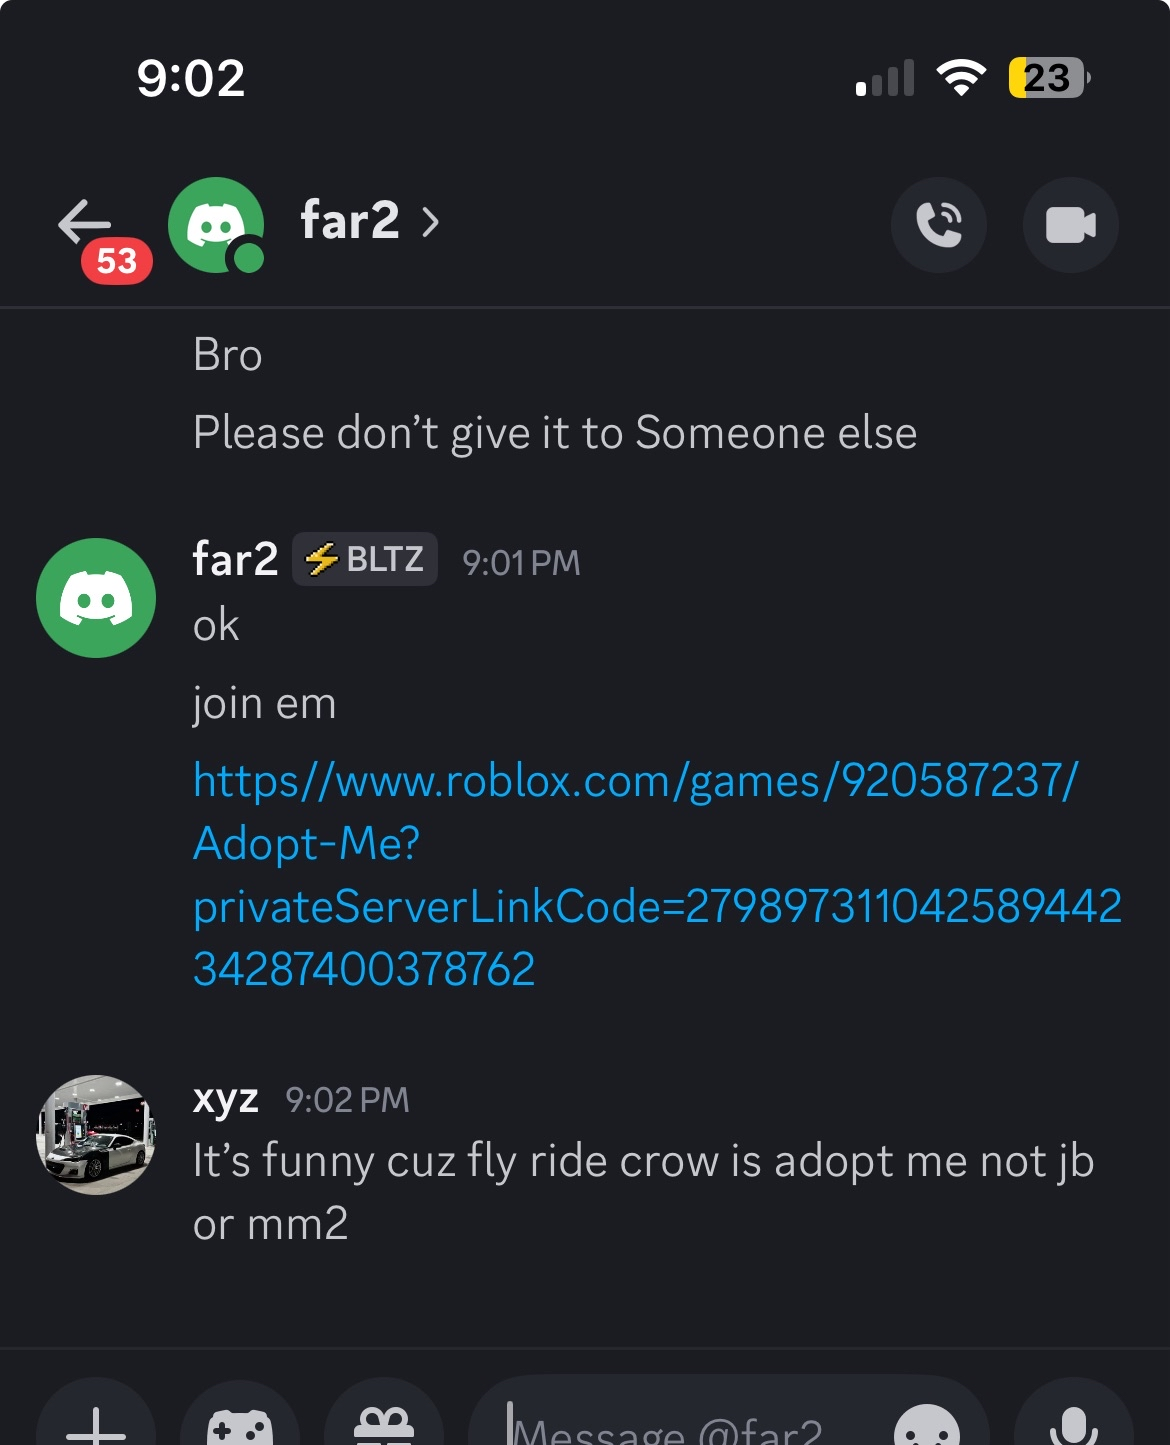 9:02
23
53
far2
Bro
Please don't give it to Someone else
far2 ⚡BLTZ 9:01 PM
ok
join em
https//www.roblox.com/games/920587237/
Adopt-Me?
privateServerLinkCode=279897311042589442
34287400378762
xyz 9:02 PM
It's funny cuz fly ride crow is adopt me not jb
or mm2
Message @far2